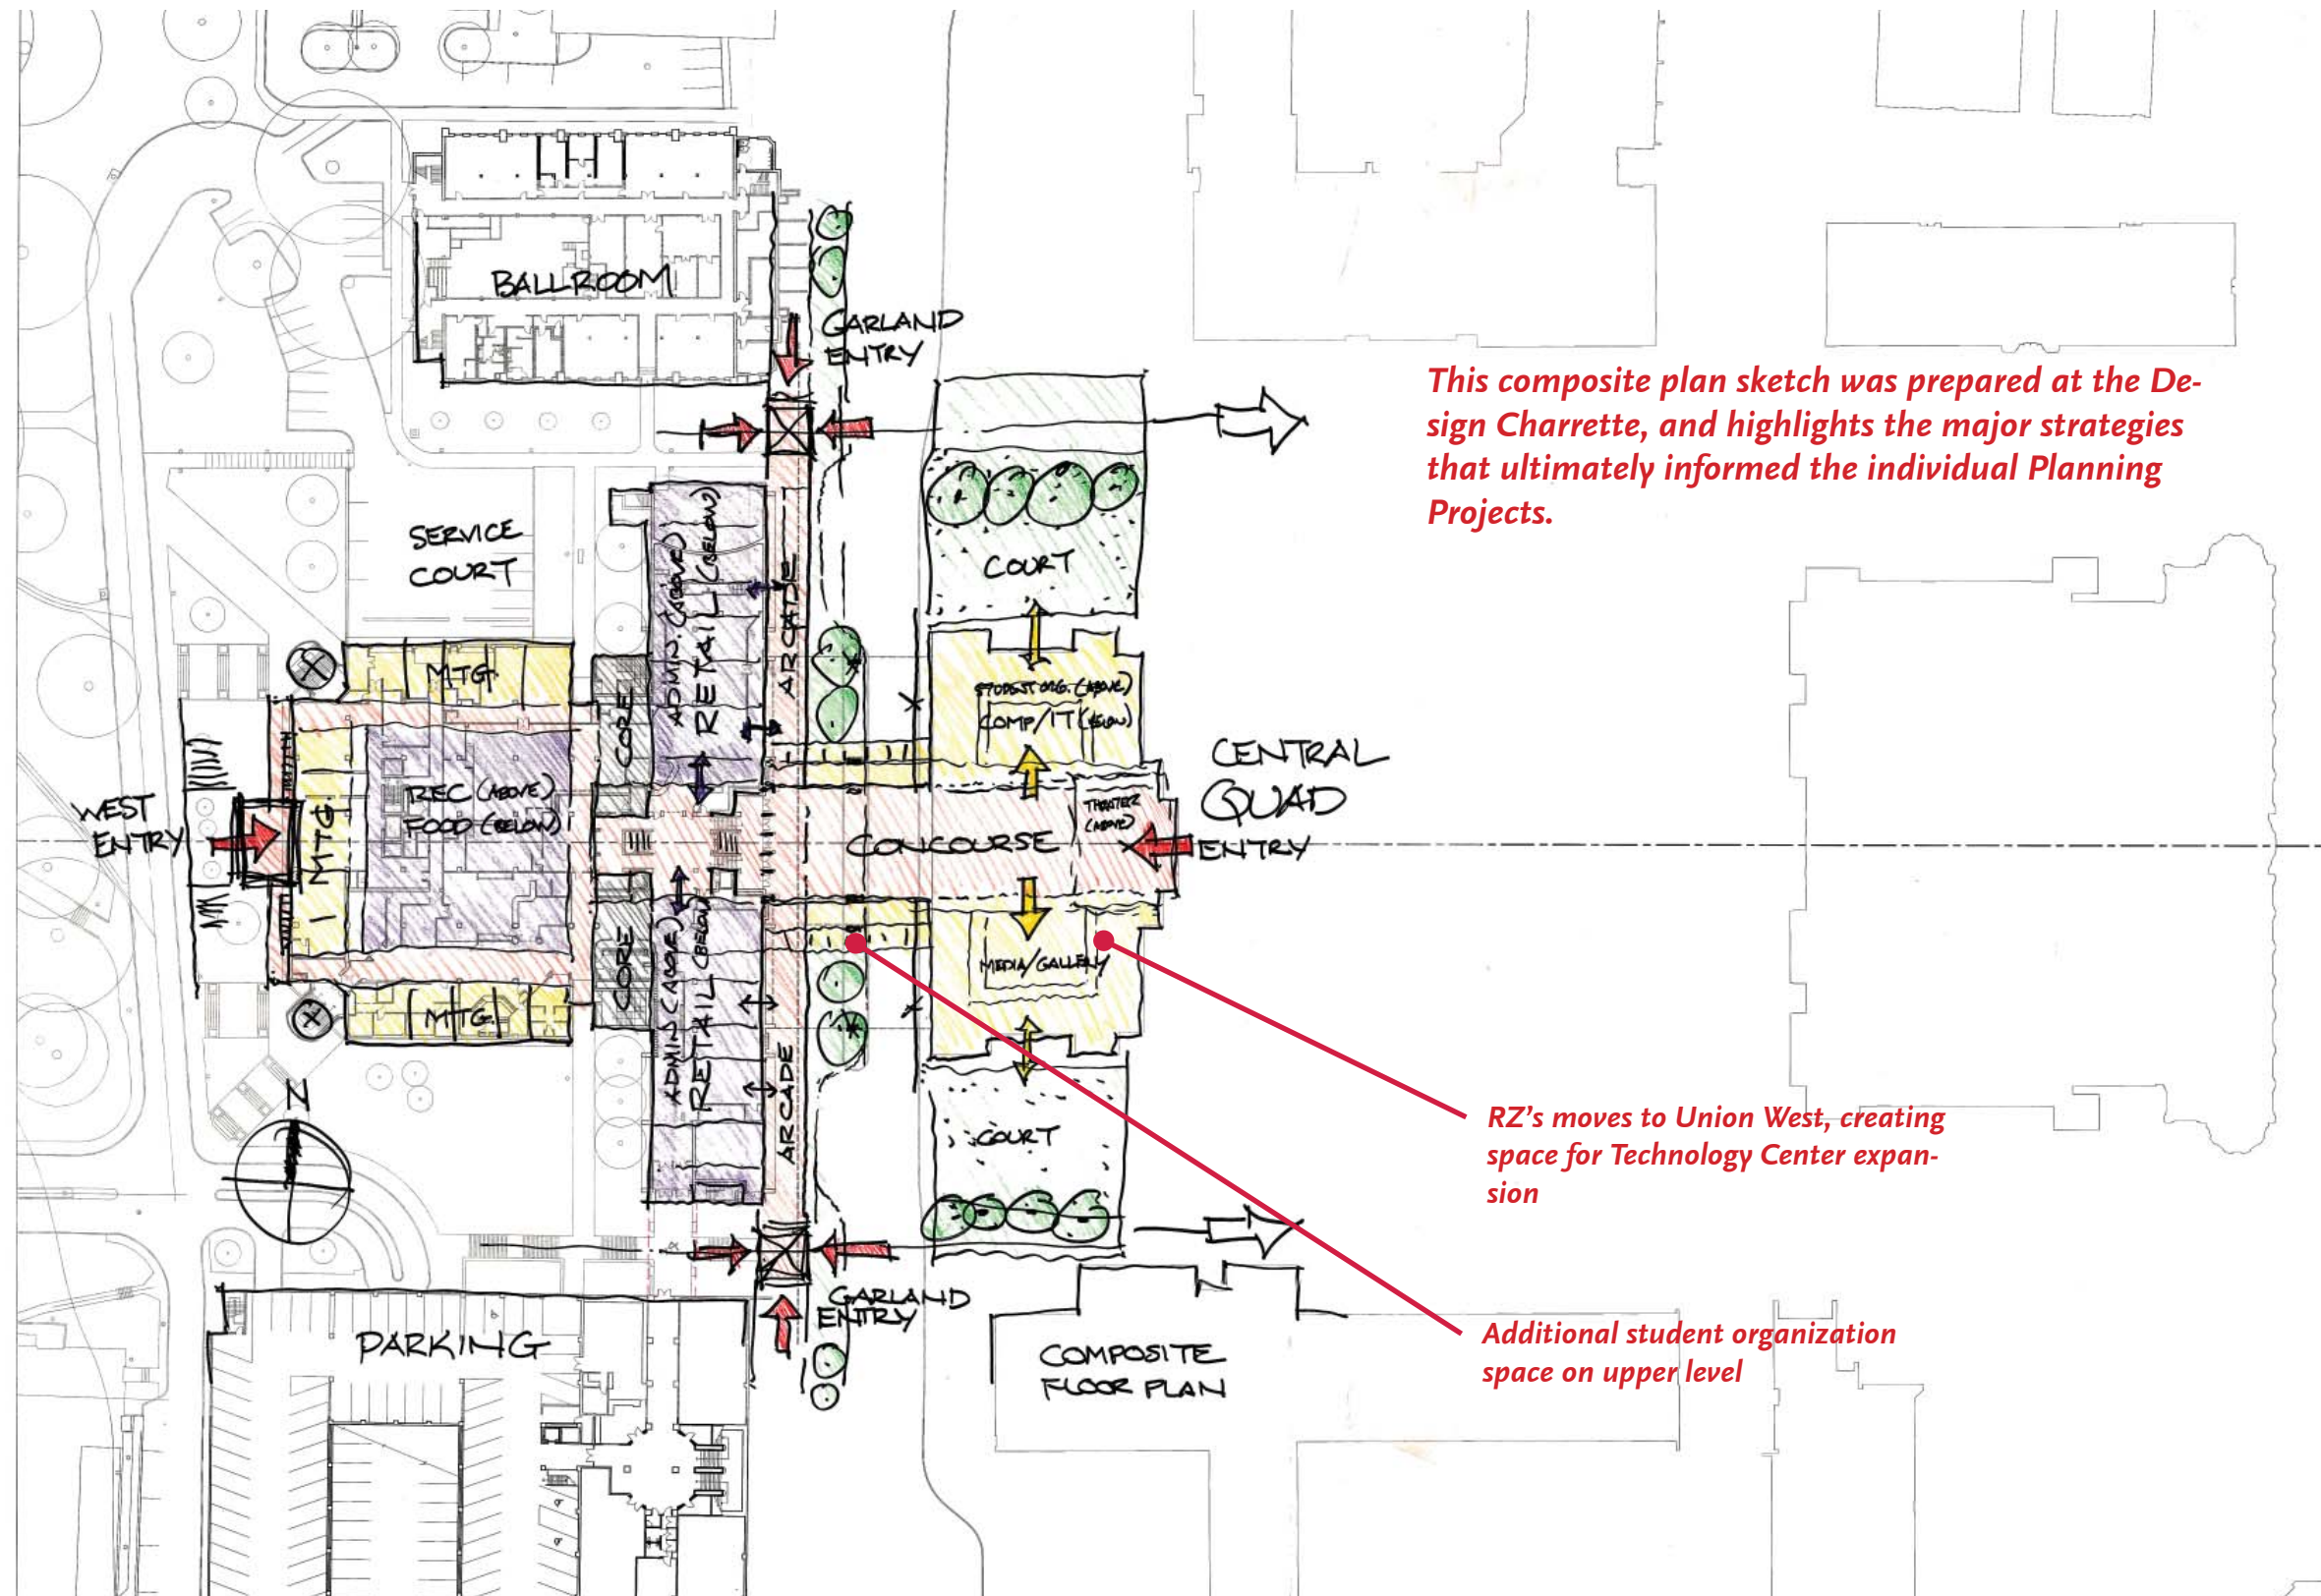 BALLROOM
GARLAND
ENTRY
This composite plan sketch was prepared at the De-
sign Charrette, and highlights the major strategies
that ultimately informed the individual Planning
Projects.
SERVICE
COURT
ADMIN. (ABOVE)
RETAIL (BELOW)
ARCADE
COURT
MTG.
CORE
STUDENT ORG. (ABOVE)
COMP/IT (BELOW)
CENTRAL
QUAD
ENTRY
WEST
ENTRY
MTG.
REC (ABOVE)
FOOD (BELOW)
THEATER
(ABOVE)
CONCOURSE
CORE
ADMIN (ABOVE)
RETAIL (BELOW)
MEDIA/GALLERY
MTG.
ARCADE
N
COURT
RZ's moves to Union West, creating
space for Technology Center expan-
sion
GARLAND
ENTRY
PARKING
COMPOSITE
FLOOR PLAN
Additional student organization
space on upper level